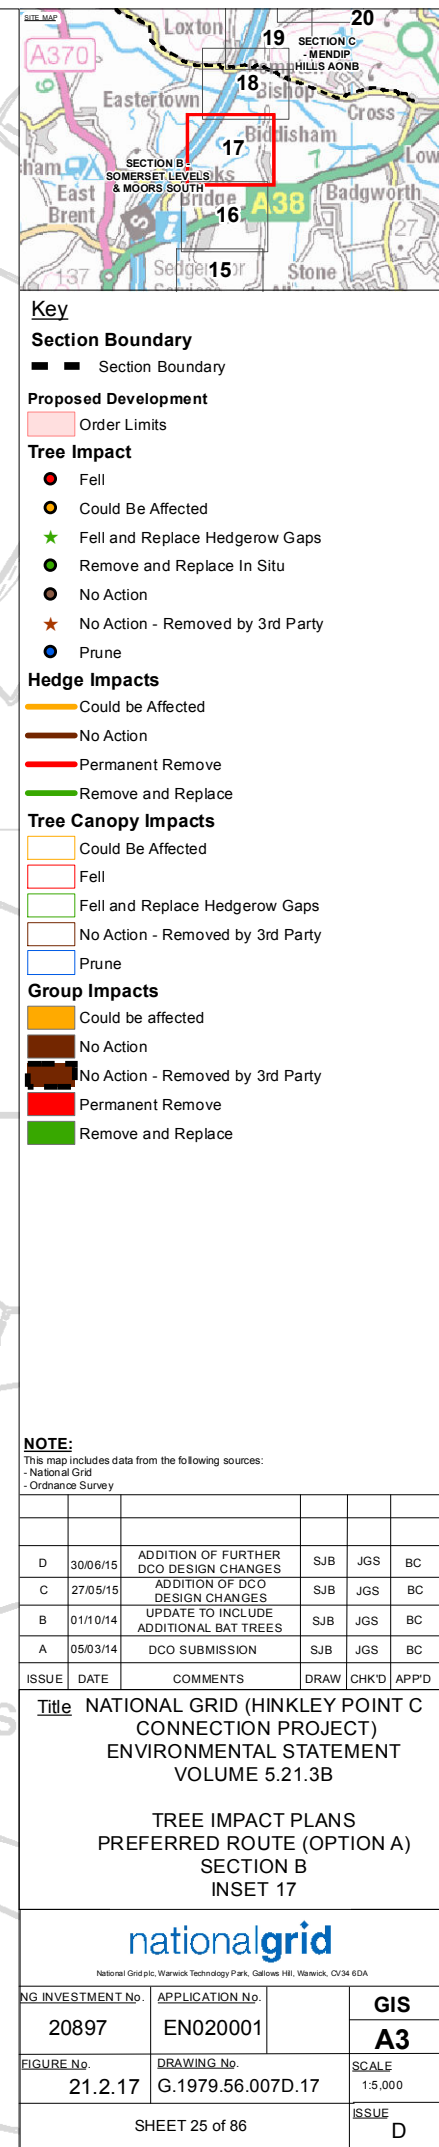 SITE MAP
20
Loxton
19
SECTION C
- MENDIP
HILLS AONB
A370
18
Bishop
Eastertown
Cross
Biddisham
17
7
Low
SECTION B -
SOMERSET LEVELS
& MOORS SOUTH
ham
ks
East
Brent
Bridge
A38
Badgworth
16
S
i
27
137
Sedgemoor
15
Stone
Key
Section Boundary
Section Boundary
Proposed Development
Order Limits
Tree Impact
Fell
Could Be Affected
Fell and Replace Hedgerow Gaps
Remove and Replace In Situ
No Action
No Action - Removed by 3rd Party
Prune
Hedge Impacts
Could be Affected
No Action
Permanent Remove
Remove and Replace
Tree Canopy Impacts
Could Be Affected
Fell
Fell and Replace Hedgerow Gaps
No Action - Removed by 3rd Party
Prune
Group Impacts
Could be affected
No Action
No Action - Removed by 3rd Party
Permanent Remove
Remove and Replace
NOTE:
This map includes data from the following sources:
- National Grid
- Ordnance Survey
D 30/06/15 ADDITION OF FURTHER DCO DESIGN CHANGES SJB JGS BC
C 27/05/15 ADDITION OF DCO DESIGN CHANGES SJB JGS BC
B 01/10/14 UPDATE TO INCLUDE ADDITIONAL BAT TREES SJB JGS BC
A 05/03/14 DCO SUBMISSION SJB JGS BC
ISSUE DATE COMMENTS DRAW CHK'D APP'D
Title NATIONAL GRID (HINKLEY POINT C
CONNECTION PROJECT)
ENVIRONMENTAL STATEMENT
VOLUME 5.21.3B
TREE IMPACT PLANS
PREFERRED ROUTE (OPTION A)
SECTION B
INSET 17
nationalgrid
National Grid plc, Warwick Technology Park, Gallows Hill, Warwick, CV34 6DA
NG INVESTMENT No. APPLICATION No. GIS
20897 EN020001 A3
FIGURE No. DRAWING No. SCALE
21.2.17 G.1979.56.007D.17 1:5,000
SHEET 25 of 86 ISSUE
D